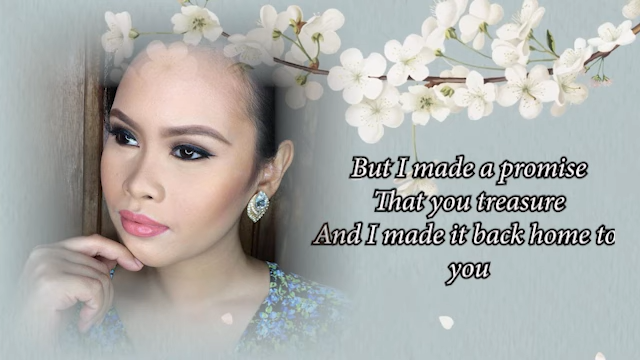 But I made a promise
That you treasure
And I made it back home to
you